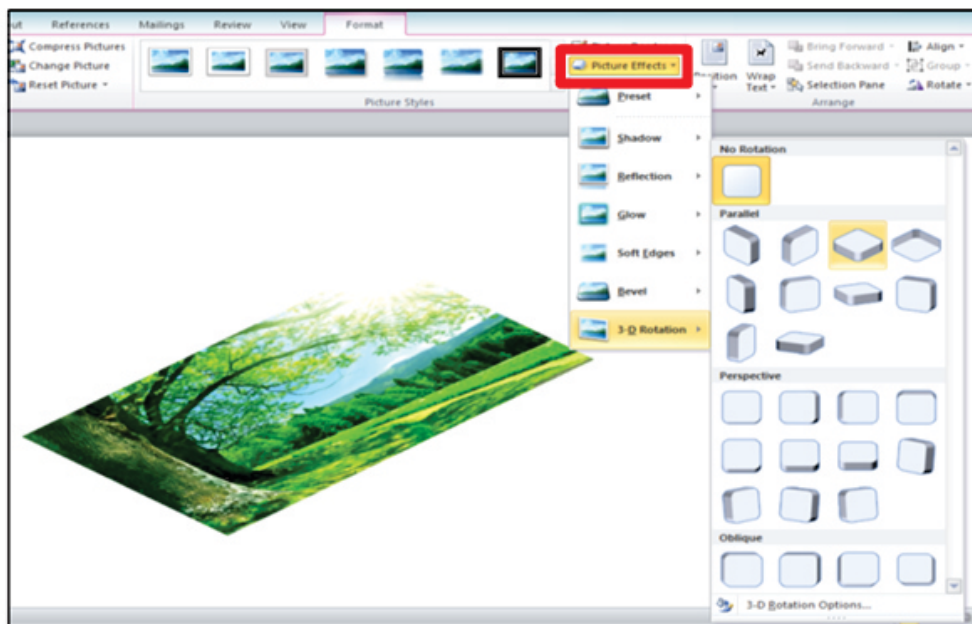 References Mailings Review View Format
Compress Pictures
Change Picture
Reset Picture
Picture Styles
Picture Effects
Wrap
Text
Bring Forward
Send Backward
Selection Pane
Align
Group
Rotate
Arrange
Preset
Shadow
Reflection
Glow
Soft Edges
Bevel
3-D Rotation
No Rotation
Parallel
Perspective
Oblique
3-D Rotation Options...